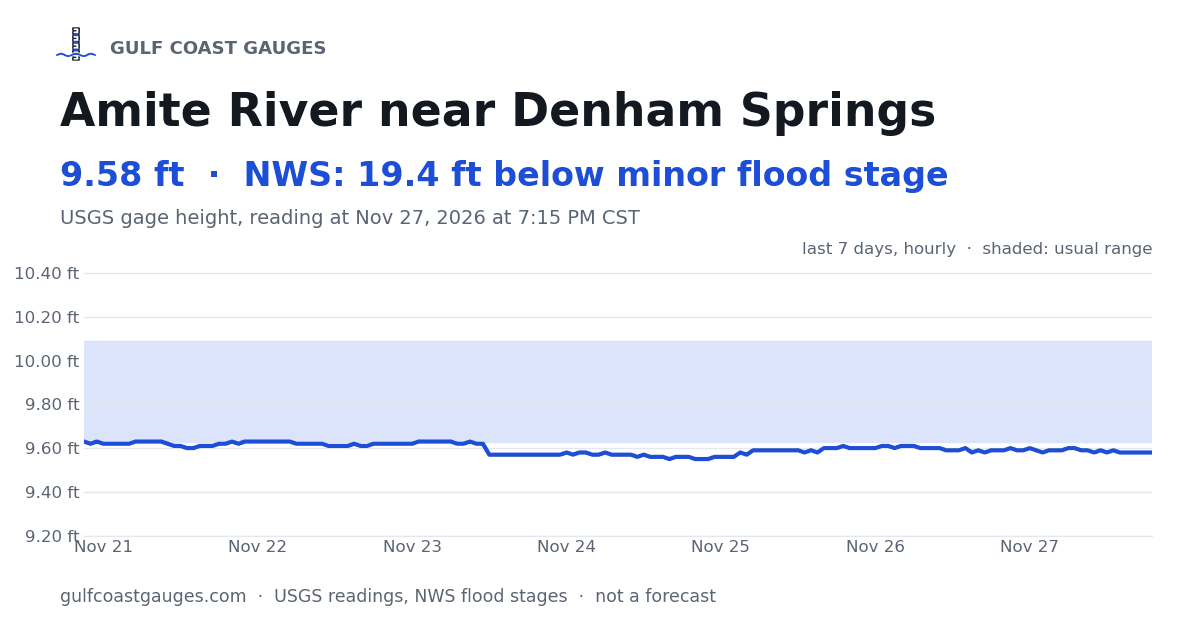 GULF COAST GAUGES
Amite River near Denham Springs
9.58 ft · NWS: 19.4 ft below minor flood stage
USGS gage height, reading at Nov 27, 2026 at 7:15 PM CST
last 7 days, hourly · shaded: usual range
10.40 ft
10.20 ft
10.00 ft
9.80 ft
9.60 ft
9.40 ft
9.20 ft
Nov 21 Nov 22 Nov 23 Nov 24 Nov 25 Nov 26 Nov 27
gulfcoastgauges.com · USGS readings, NWS flood stages · not a forecast